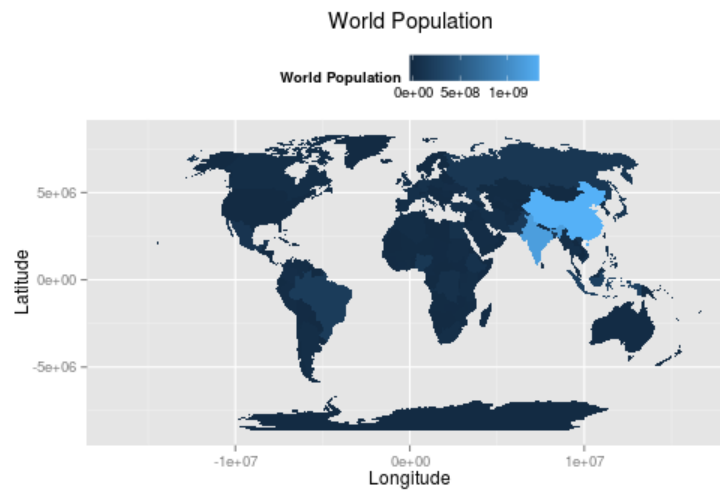 World Population
World Population
0e+00 5e+08 1e+09
Latitude
5e+06
0e+00
-5e+06
-1e+07 0e+00 1e+07
Longitude